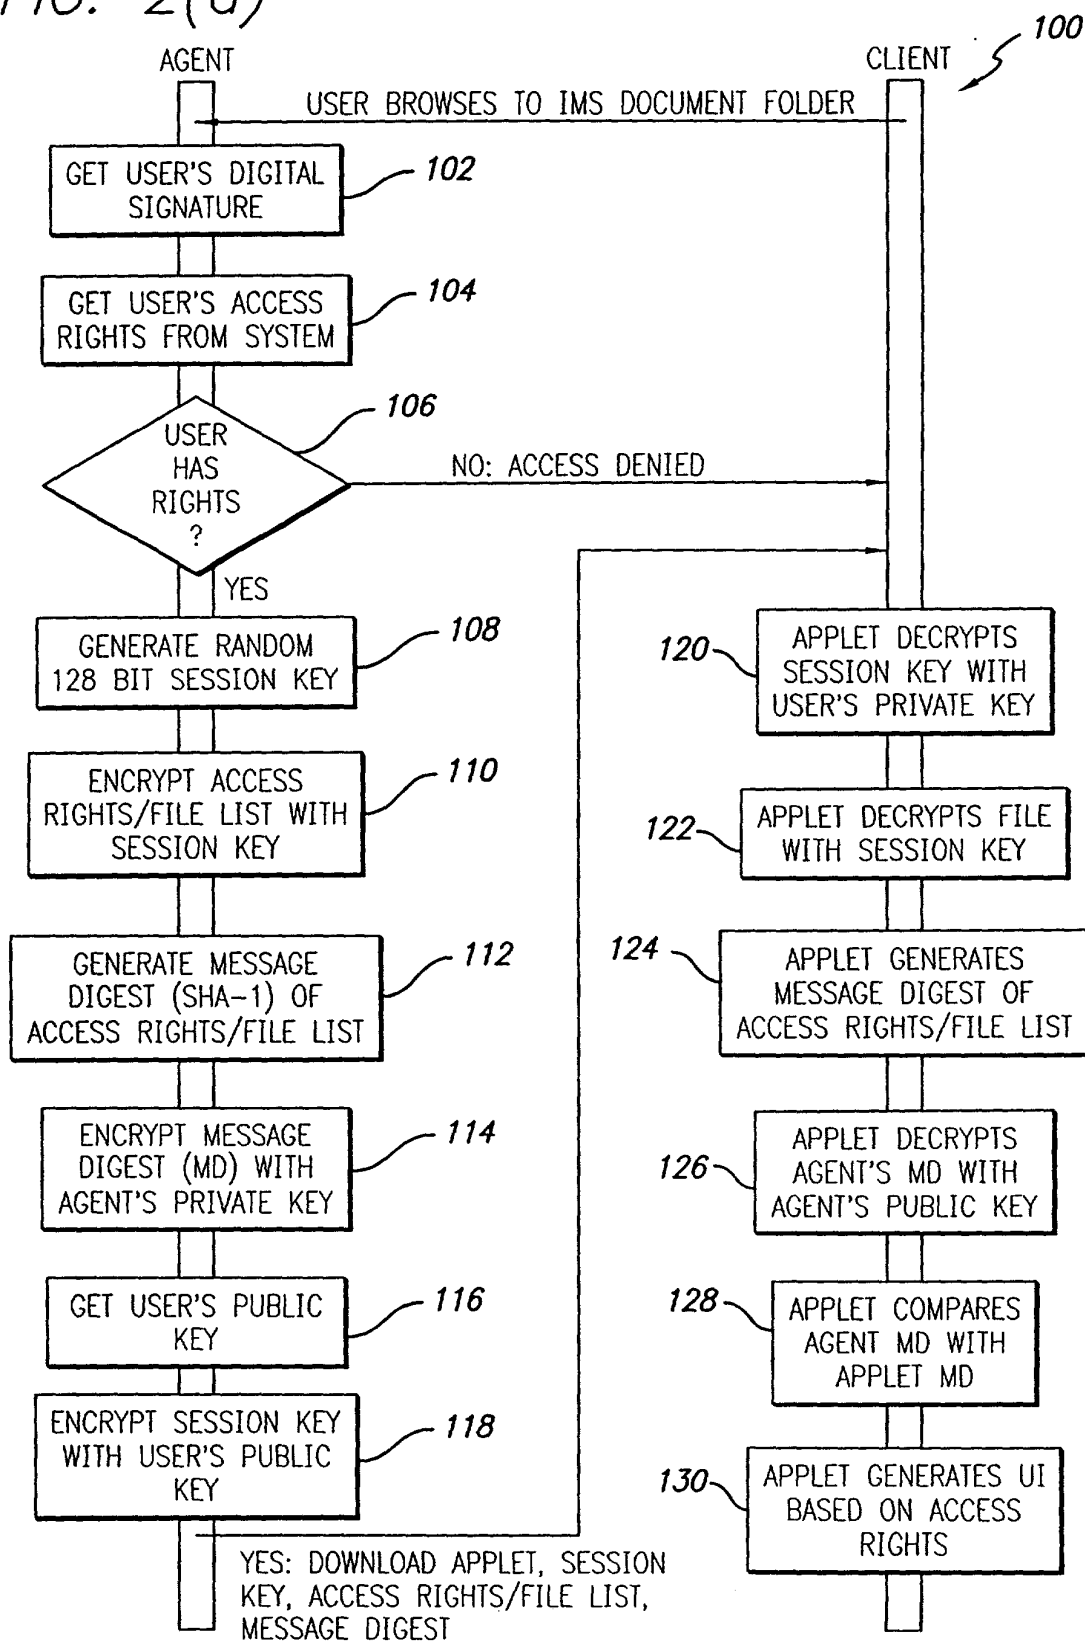 FIG. 2(a)
100
AGENT
CLIENT
USER BROWSES TO IMS DOCUMENT FOLDER
GET USER'S DIGITAL
SIGNATURE
102
GET USER'S ACCESS
RIGHTS FROM SYSTEM
104
USER
HAS
RIGHTS
?
106
NO: ACCESS DENIED
YES
GENERATE RANDOM
128 BIT SESSION KEY
108
ENCRYPT ACCESS
RIGHTS/FILE LIST WITH
SESSION KEY
110
GENERATE MESSAGE
DIGEST (SHA-1) OF
ACCESS RIGHTS/FILE LIST
112
ENCRYPT MESSAGE
DIGEST (MD) WITH
AGENT'S PRIVATE KEY
114
GET USER'S PUBLIC
KEY
116
ENCRYPT SESSION KEY
WITH USER'S PUBLIC
KEY
118
YES: DOWNLOAD APPLET, SESSION
KEY, ACCESS RIGHTS/FILE LIST,
MESSAGE DIGEST
120
APPLET DECRYPTS
SESSION KEY WITH
USER'S PRIVATE KEY
122
APPLET DECRYPTS FILE
WITH SESSION KEY
124
APPLET GENERATES
MESSAGE DIGEST OF
ACCESS RIGHTS/FILE LIST
126
APPLET DECRYPTS
AGENT'S MD WITH
AGENT'S PUBLIC KEY
128
APPLET COMPARES
AGENT MD WITH
APPLET MD
130
APPLET GENERATES UI
BASED ON ACCESS
RIGHTS